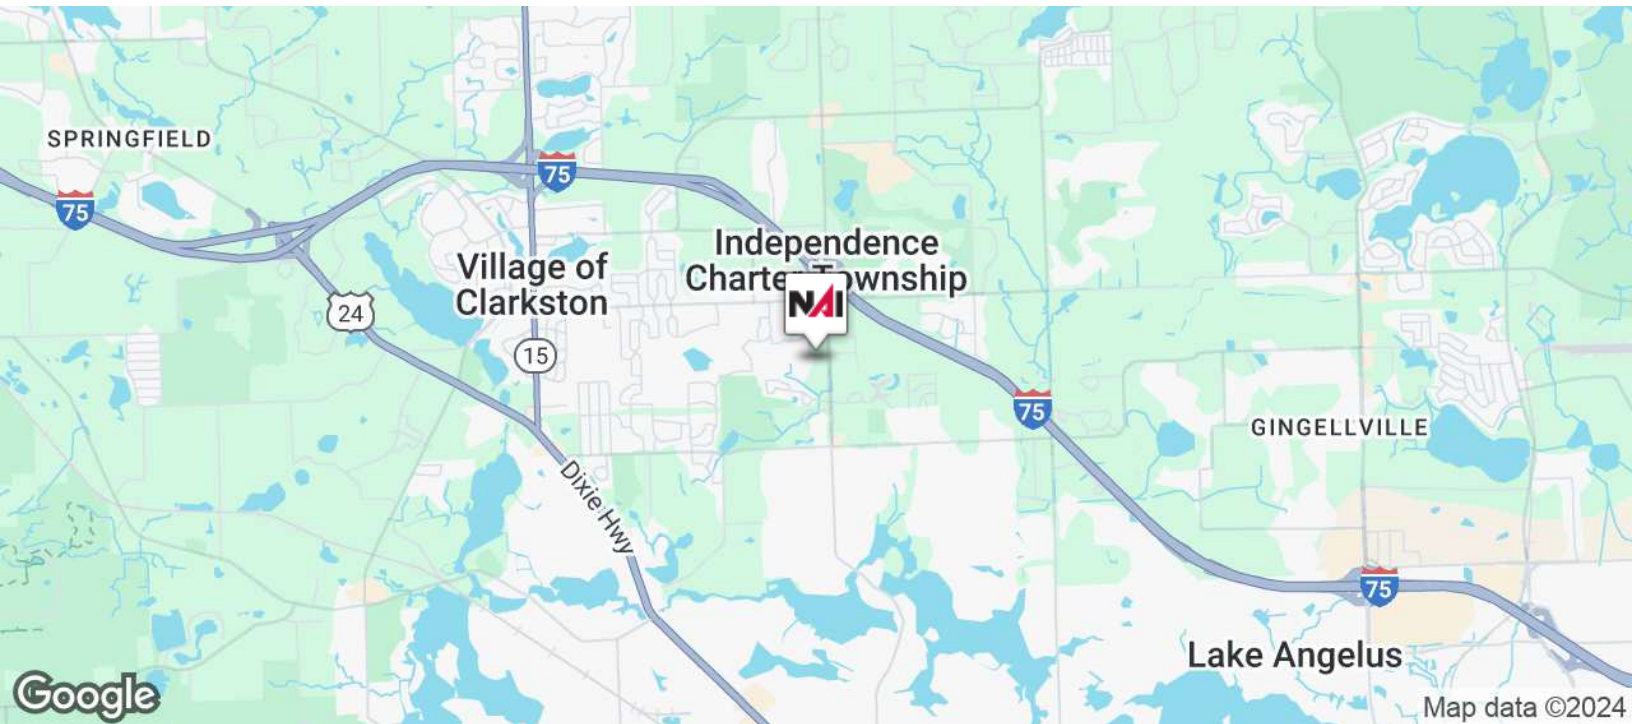 SPRINGFIELD
75
75
Independence
Charter Township
Village of
Clarkston
NAI
24
15
75
GINGELLVILLE
Dixie Hwy
75
Lake Angelus
Google
Map data ©2024